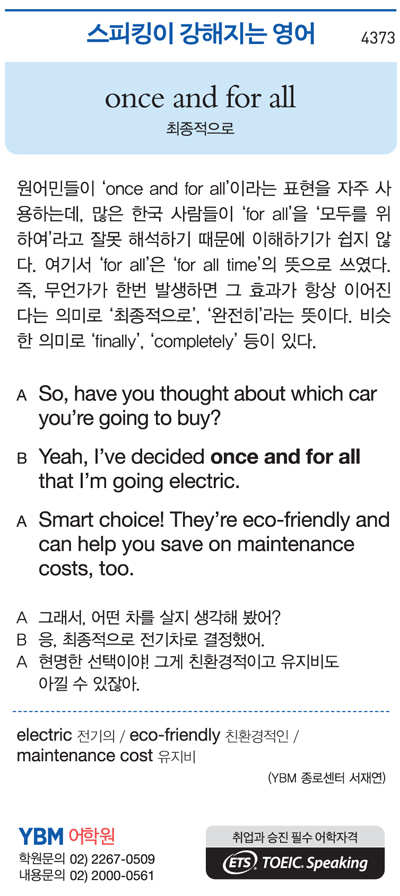 스피킹이 강해지는 영어
4373
once and for all
최종적으로
원어민들이 ‘once and for all’이라는 표현을 자주 사
용하는데, 많은 한국 사람들이 ‘for all’을 ‘모두를 위
하여’라고 잘못 해석하기 때문에 이해하기가 쉽지 않
다. 여기서 ‘for all’은 ‘for all time’의 뜻으로 쓰였다.
즉, 무언가가 한번 발생하면 그 효과가 항상 이어진
다는 의미로 ‘최종적으로’, ‘완전히’라는 뜻이다. 비슷
한 의미로 ‘finally’, ‘completely’ 등이 있다.
A So, have you thought about which car
you’re going to buy?
B Yeah, I’ve decided once and for all
that I’m going electric.
A Smart choice! They’re eco-friendly and
can help you save on maintenance
costs, too.
A 그래서, 어떤 차를 살지 생각해 봤어?
B 응, 최종적으로 전기차로 결정했어.
A 현명한 선택이야! 그게 친환경적이고 유지비도
아낄 수 있잖아.
electric 전기의 / eco-friendly 친환경적인 /
maintenance cost 유지비
(YBM 종로센터 서재연)
YBM 어학원
학원문의 02) 2267-0509
내용문의 02) 2000-0561
취업과 승진 필수 어학자격
ETS TOEIC. Speaking